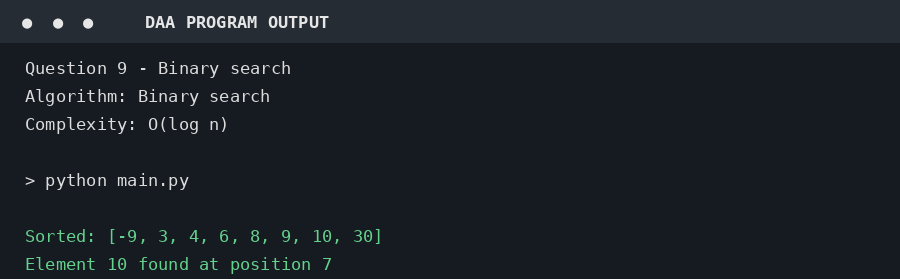 DAA PROGRAM OUTPUT
Question 9 - Binary search
Algorithm: Binary search
Complexity: O(log n)
> python main.py
Sorted: [-9, 3, 4, 6, 8, 9, 10, 30]
Element 10 found at position 7